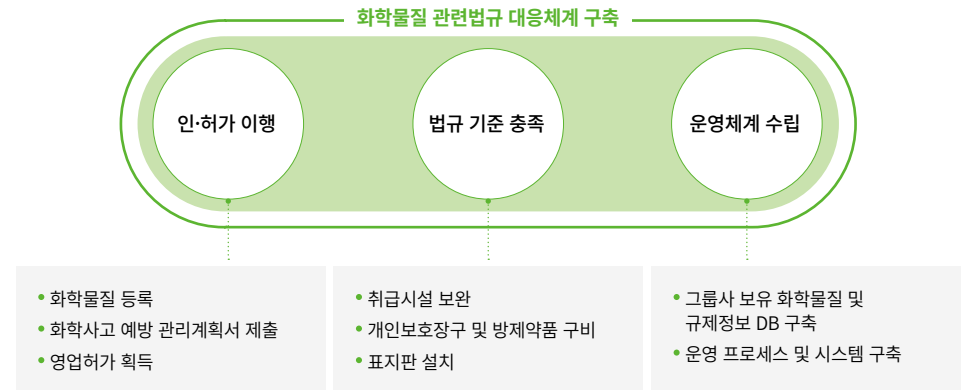 화학물질 관련법규 대응체계 구축
인·허가 이행
법규 기준 충족
운영체계 수립
• 화학물질 등록
• 화학사고 예방 관리계획서 제출
• 영업허가 획득
• 취급시설 보완
• 개인보호장구 및 방제약품 구비
• 표지판 설치
• 그룹사 보유 화학물질 및
규제정보 DB 구축
• 운영 프로세스 및 시스템 구축